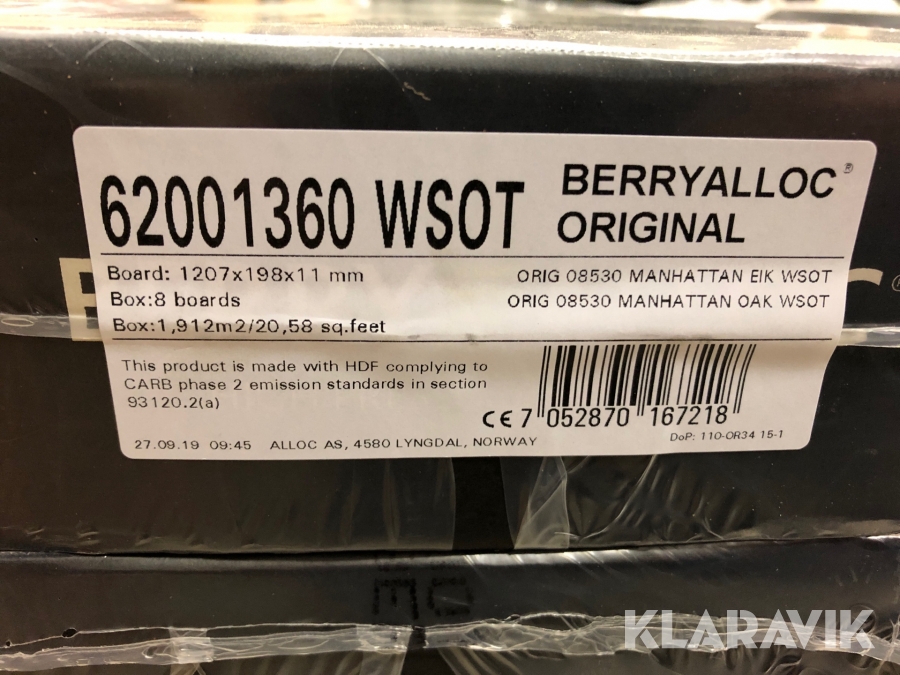 62001360 WSOT
BERRYALLOC®
ORIGINAL
Board: 1207x198x11 mm
Box:8 boards
Box:1,912m2/20,58 sq.feet
ORIG 08530 MANHATTAN EIK WSOT
ORIG 08530 MANHATTAN OAK WSOT
This product is made with HDF complying to
CARB phase 2 emission standards in section
93120.2(a)
CE 7 052870 167218
27.09.19 09:45 ALLOC AS, 4580 LYNGDAL, NORWAY
DoP: 110-OR34 15-1
KLARAVIK